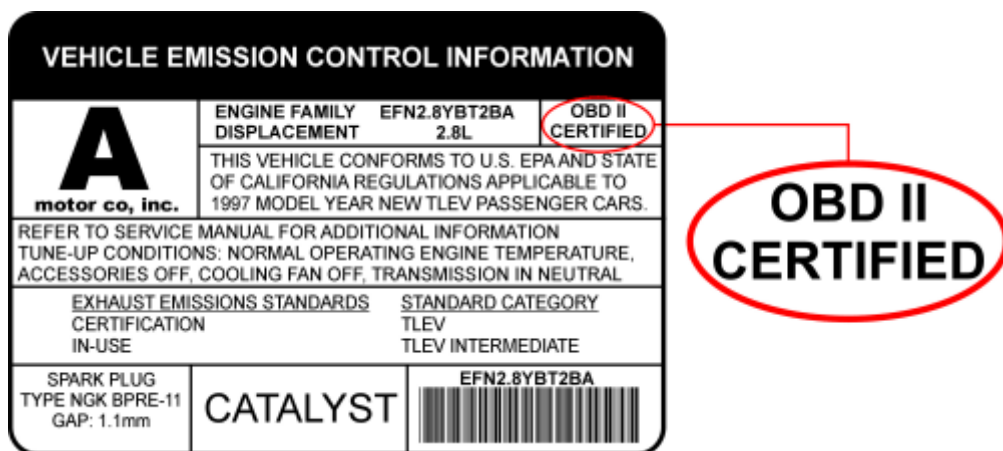 VEHICLE EMISSION CONTROL INFORMATION
A
motor co, inc.
ENGINE FAMILY EFN2.8YBT2BA
DISPLACEMENT 2.8L
OBD II
CERTIFIED
THIS VEHICLE CONFORMS TO U.S. EPA AND STATE
OF CALIFORNIA REGULATIONS APPLICABLE TO
1997 MODEL YEAR NEW TLEV PASSENGER CARS.
REFER TO SERVICE MANUAL FOR ADDITIONAL INFORMATION
TUNE-UP CONDITIONS: NORMAL OPERATING ENGINE TEMPERATURE,
ACCESSORIES OFF, COOLING FAN OFF, TRANSMISSION IN NEUTRAL
EXHAUST EMISSIONS STANDARDS STANDARD CATEGORY
CERTIFICATION TLEV
IN-USE TLEV INTERMEDIATE
SPARK PLUG
TYPE NGK BPRE-11
GAP: 1.1mm
CATALYST
EFN2.8YBT2BA
OBD II
CERTIFIED